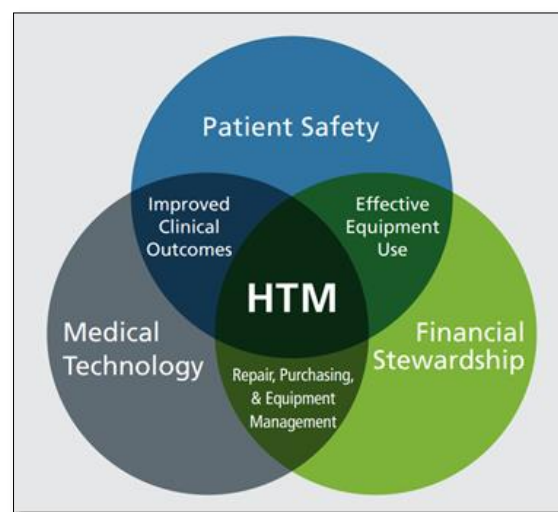 Patient Safety
Improved
Clinical
Outcomes
Effective
Equipment
Use
HTM
Medical
Technology
Financial
Stewardship
Repair, Purchasing,
& Equipment
Management